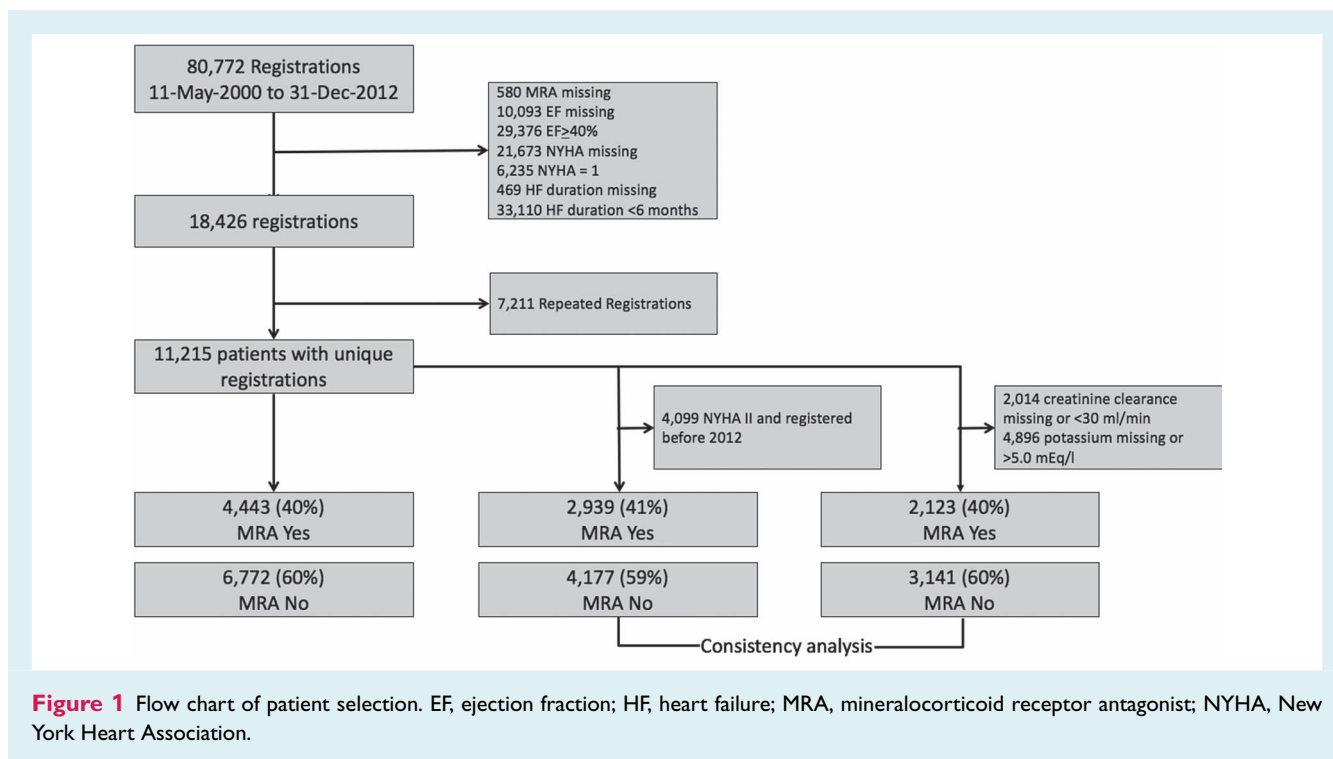 80,772 Registrations
11-May-2000 to 31-Dec-2012
580 MRA missing
10,093 EF missing
29,376 EF≥40%
21,673 NYHA missing
6,235 NYHA = 1
469 HF duration missing
33,110 HF duration <6 months
18,426 registrations
7,211 Repeated Registrations
11,215 patients with unique
registrations
4,099 NYHA II and registered
before 2012
2,014 creatinine clearance
missing or <30 ml/min
4,896 potassium missing or
>5.0 mEq/l
4,443 (40%)
MRA Yes
2,939 (41%)
MRA Yes
2,123 (40%)
MRA Yes
6,772 (60%)
MRA No
4,177 (59%)
MRA No
3,141 (60%)
MRA No
Consistency analysis
Figure 1 Flow chart of patient selection. EF, ejection fraction; HF, heart failure; MRA, mineralocorticoid receptor antagonist; NYHA, New
York Heart Association.